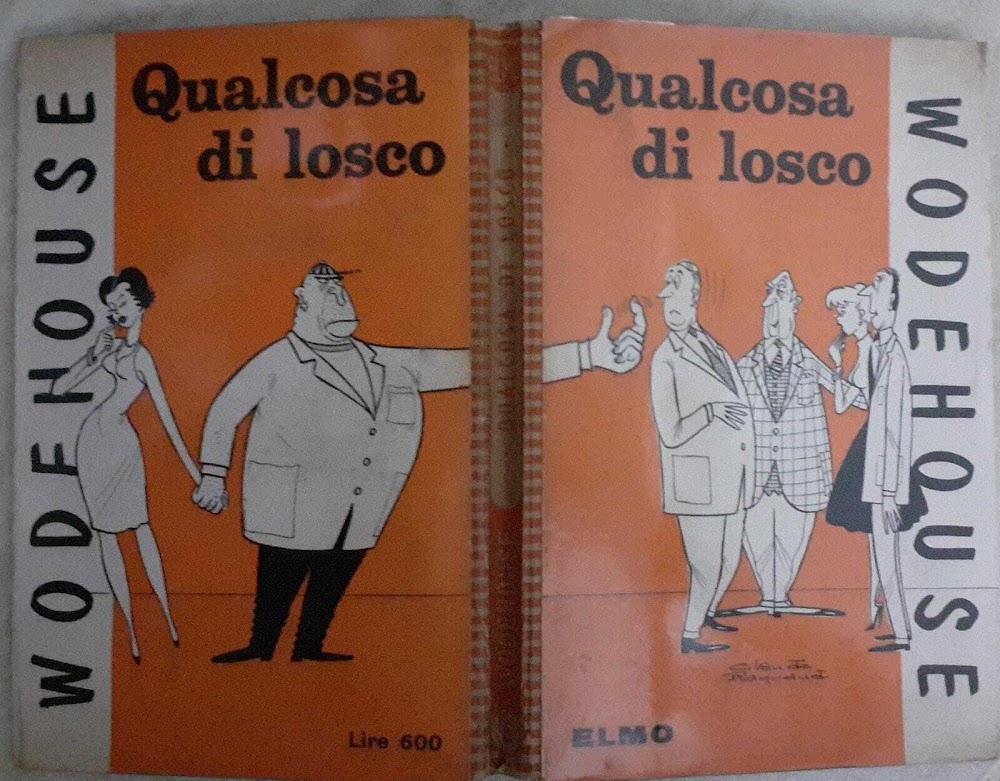 WODEHOUSE
Qualcosa
di losco
Lire 600
Qualcosa
di losco
WODEHOUSE
ELMO